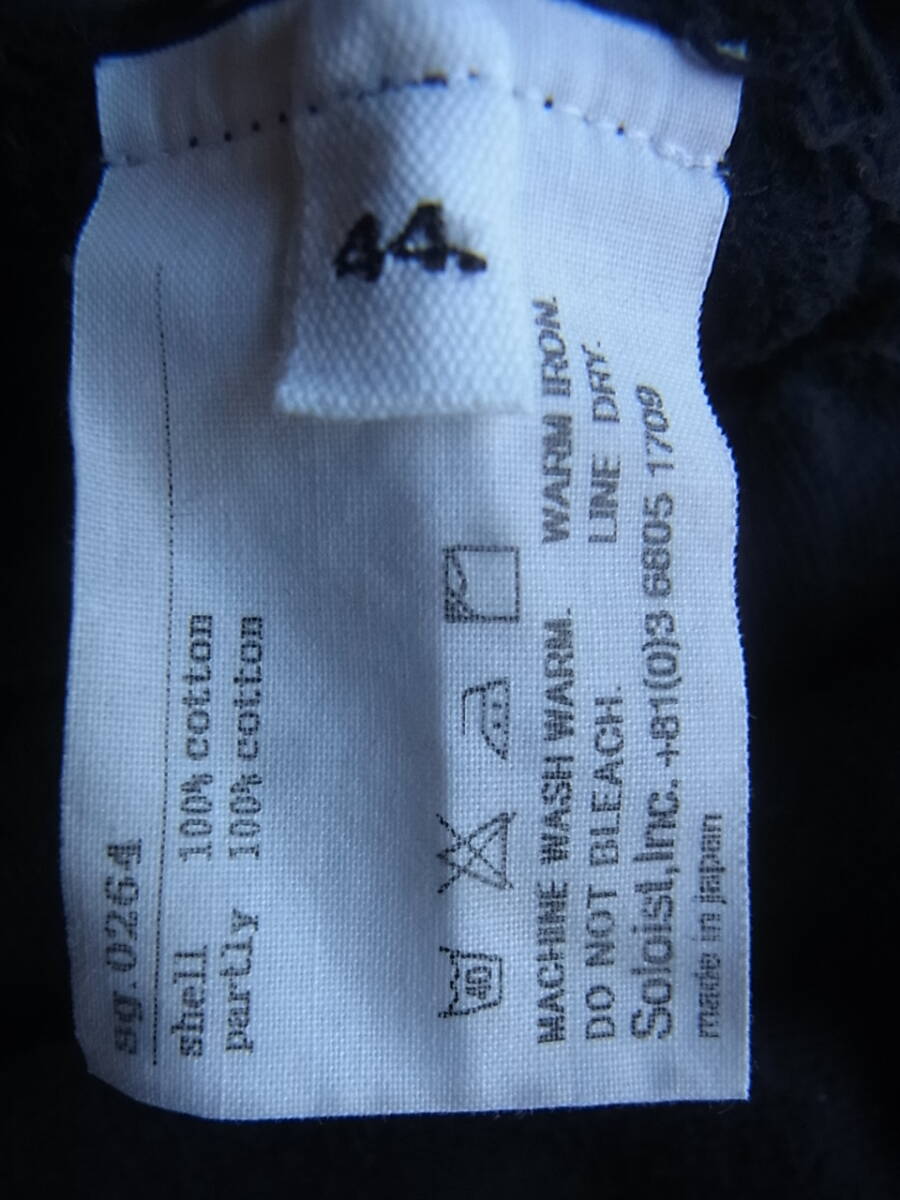 44.
sg.0264
shell 100% cotton
partly 100% cotton
40
MACHINE WASH WARM. WARM IRON.
DO NOT BLEACH. LINE DRY.
Soloist,Inc. +81(0)3 6805 1709
made in japan